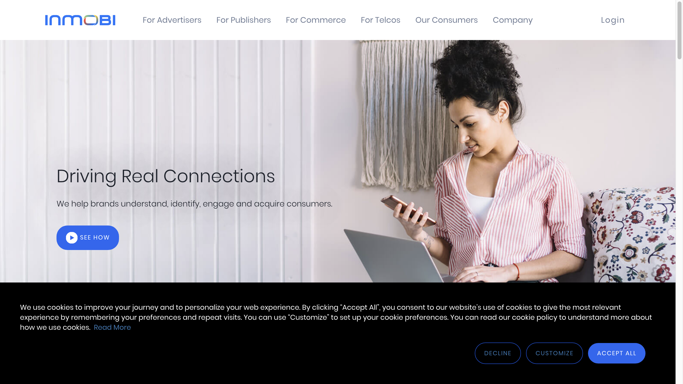 INMOBI
For Advertisers For Publishers For Commerce For Telcos Our Consumers Company Login
Driving Real Connections
We help brands understand, identify, engage and acquire consumers.
SEE HOW
We use cookies to improve your journey and to personalize your web experience. By clicking “Accept All”, you consent to our website's use of cookies to give the most relevant
experience by remembering your preferences and repeat visits. You can use “Customize” to set up your cookie preferences. You can read our cookie policy to understand more about
how we use cookies. Read More
DECLINE CUSTOMIZE ACCEPT ALL